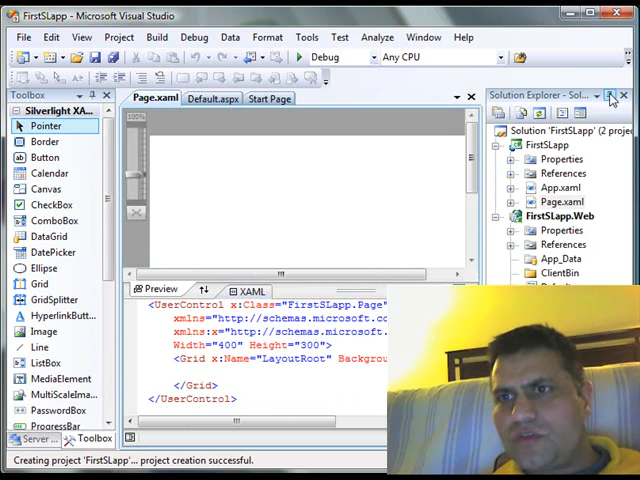 FirstSLapp - Microsoft Visual Studio
File Edit View Project Build Debug Data Format Tools Test Analyze Window Help
Debug Any CPU
Toolbox
Page.xaml Default.aspx Start Page
Solution Explorer - Sol...
Silverlight XA...
Pointer
Border
Button
Calendar
Canvas
CheckBox
ComboBox
DataGrid
DatePicker
Ellipse
Grid
GridSplitter
HyperlinkButt...
Image
Line
ListBox
MediaElement
MultiScaleIma...
PasswordBox
ProgressBar
Server ... Toolbox
100%
Preview XAML
<UserControl x:Class="FirstSLapp.Page"
xmlns="http://schemas.microsoft.co
xmlns:x="http://schemas.microsoft.
Width="400" Height="300">
<Grid x:Name="LayoutRoot" Backgrou
</Grid>
</UserControl>
Solution 'FirstSLapp' (2 projec
FirstSLapp
Properties
References
App.xaml
Page.xaml
FirstSLapp.Web
Properties
References
App_Data
ClientBin
Creating project 'FirstSLapp'... project creation successful.